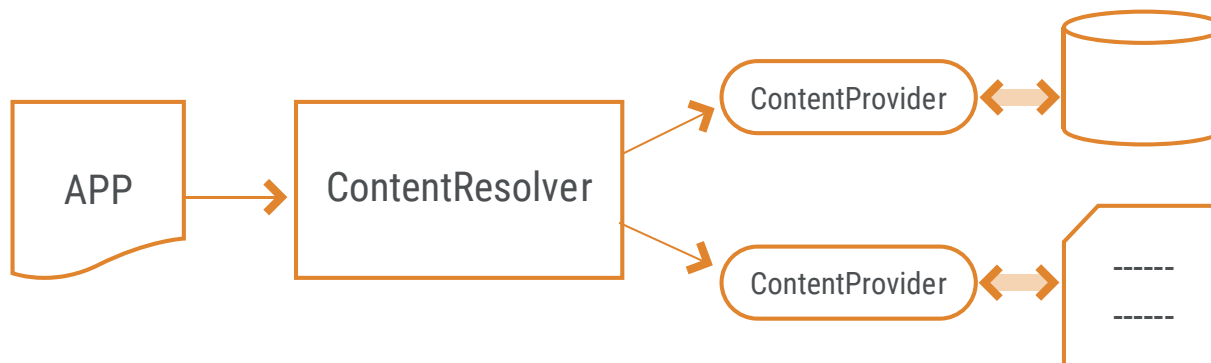 APP
ContentResolver
ContentProvider
ContentProvider
------
------